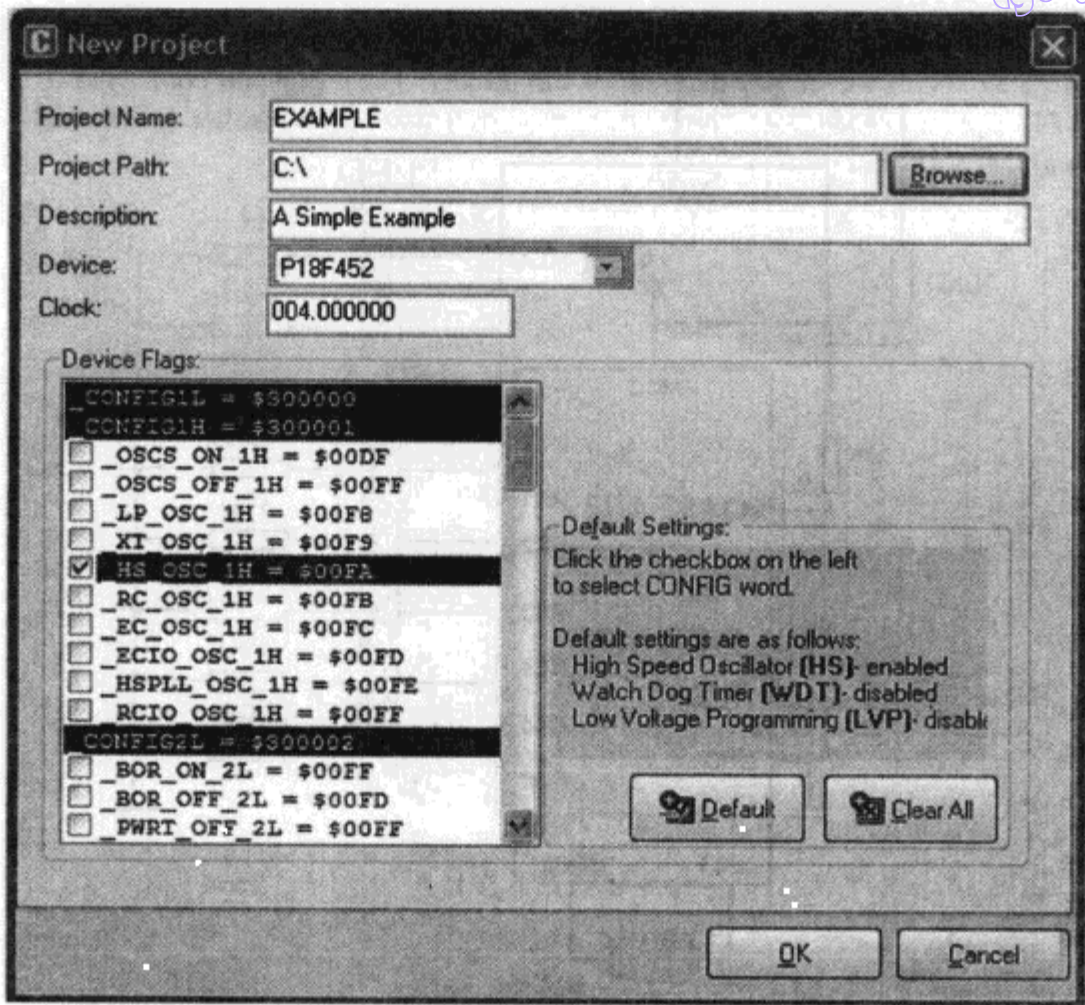 C New Project
Project Name: EXAMPLE
Project Path: C:\ Browse...
Description: A Simple Example
Device: P18F452
Clock: 004.000000
Device Flags:
_CONFIG1L = $300000
_CONFIG1H = $300001
_OSCS_ON_1H = $00DF
_OSCS_OFF_1H = $00FF
_LP_OSC_1H = $00F8
_XT_OSC_1H = $00F9
_HS_OSC_1H = $00FA
_RC_OSC_1H = $00FB
_EC_OSC_1H = $00FC
_ECIO_OSC_1H = $00FD
_HSPLL_OSC_1H = $00FE
_RCIO_OSC_1H = $00FF
_CONFIG2L = $300002
_BOR_ON_2L = $00FF
_BOR_OFF_2L = $00FD
_PWRT_OFF_2L = $00FF
Default Settings:
Click the checkbox on the left
to select CONFIG word.
Default settings are as follows:
High Speed Oscillator (HS)- enabled
Watch Dog Timer (WDT)- disabled
Low Voltage Programming (LVP)- disable
Default
Clear All
OK
Cancel